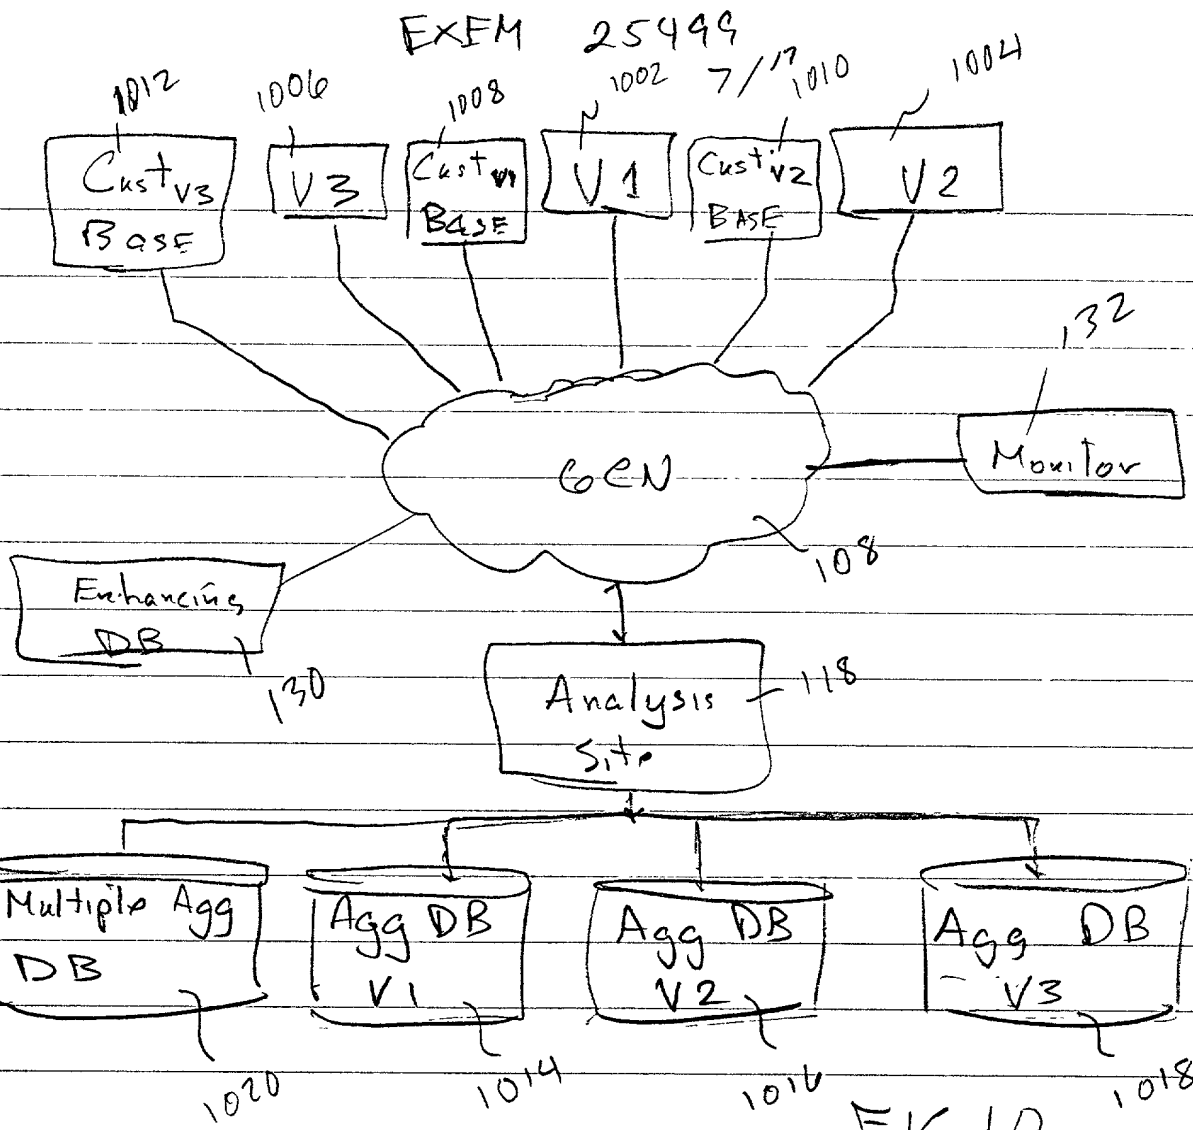 EXEM 25499
7/17
1012
1006
1008
1002
1010
1004
Cust V3
Base
V3
Cust V1
Base
V1
Cust V2
BASE
V2
132
Monitor
GCN
108
Enhancing
DB
130
Analysis
Site
118
Multiple Agg
DB
Agg DB
V1
Agg DB
V2
Agg DB
V3
1020
1014
1016
1018